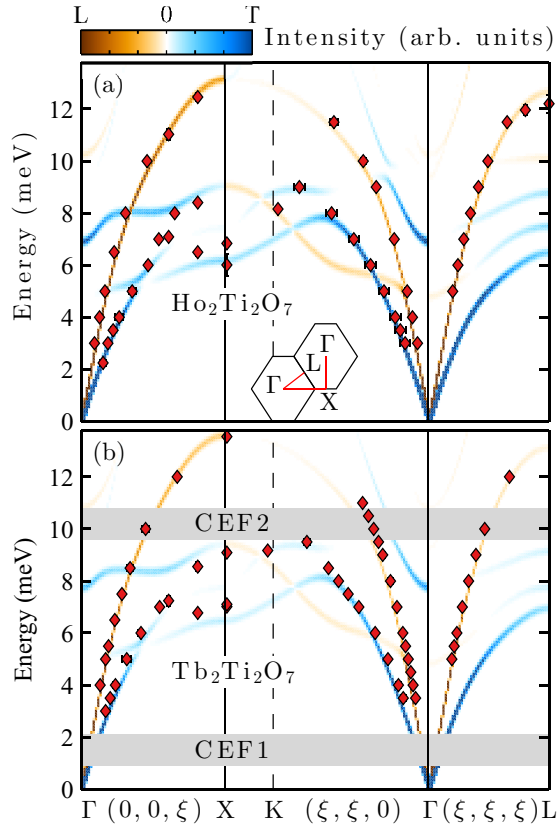 L 0 T
Intensity (arb. units)
(a)
12
10
8
6
4
2
0
Energy (meV)
Ho₂Ti₂O₇
Γ
L
Γ
X
(b)
12
10
8
6
4
2
0
Energy (meV)
CEF2
Tb₂Ti₂O₇
CEF1
Γ (0, 0, ξ) X K (ξ, ξ, 0) Γ (ξ, ξ, ξ) L